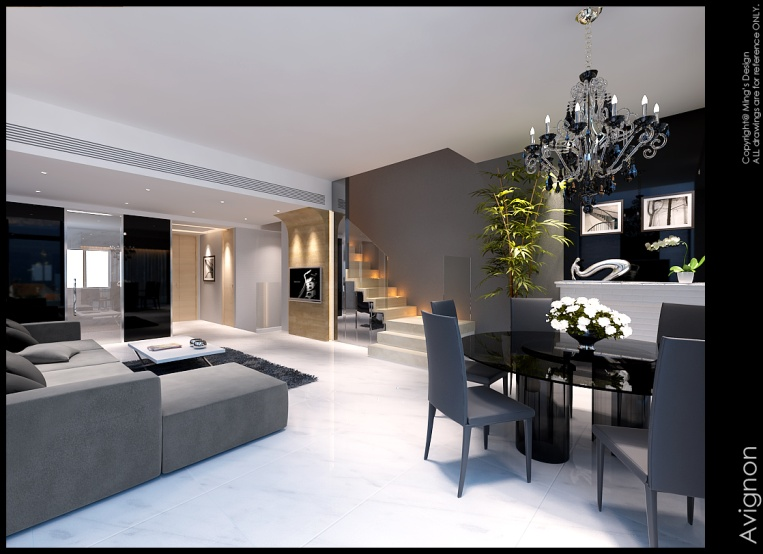 Copyright@ Ming's Design
ALL drawings are for reference ONLY.
Avignon